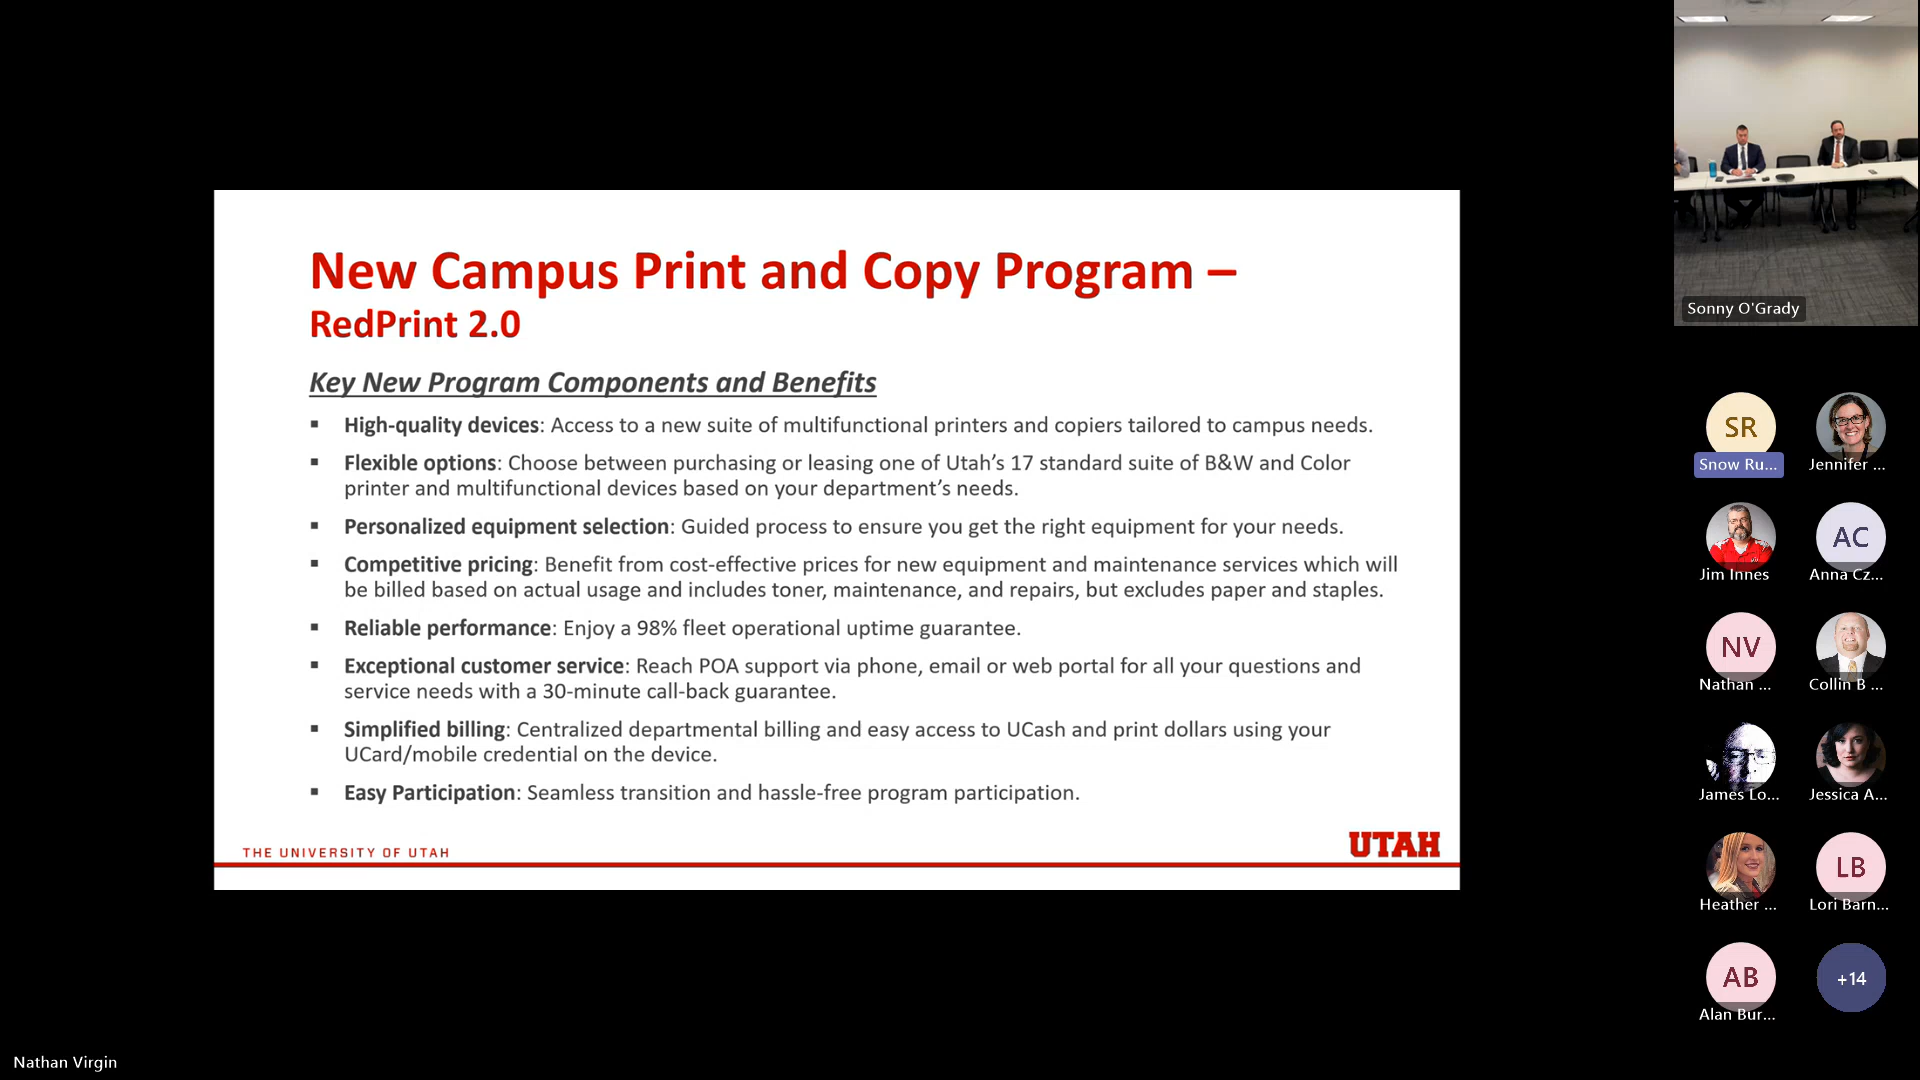 New Campus Print and Copy Program –
RedPrint 2.0
Key New Program Components and Benefits
▪ High-quality devices: Access to a new suite of multifunctional printers and copiers tailored to campus needs.
▪ Flexible options: Choose between purchasing or leasing one of Utah’s 17 standard suite of B&W and Color
printer and multifunctional devices based on your department’s needs.
▪ Personalized equipment selection: Guided process to ensure you get the right equipment for your needs.
▪ Competitive pricing: Benefit from cost-effective prices for new equipment and maintenance services which will
be billed based on actual usage and includes toner, maintenance, and repairs, but excludes paper and staples.
▪ Reliable performance: Enjoy a 98% fleet operational uptime guarantee.
▪ Exceptional customer service: Reach POA support via phone, email or web portal for all your questions and
service needs with a 30-minute call-back guarantee.
▪ Simplified billing: Centralized departmental billing and easy access to UCash and print dollars using your
UCard/mobile credential on the device.
▪ Easy Participation: Seamless transition and hassle-free program participation.
THE UNIVERSITY OF UTAH
UTAH
Sonny O'Grady
SR
Snow Ru...
Jennifer ...
Jim Innes
AC
Anna Cz...
NV
Nathan ...
Collin B ...
James Lo...
Jessica A...
Heather ...
LB
Lori Barn...
AB
Alan Bur...
+14
Nathan Virgin